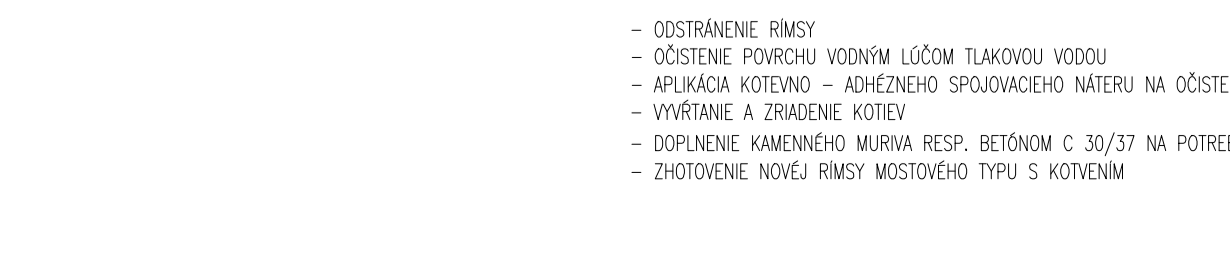 – ODSTRÁNENIE RÍMSY
– OČISTENIE POVRCHU VODNÝM LÚČOM TLAKOVOU VODOU
– APLIKÁCIA KOTEVNO – ADHÉZNEHO SPOJOVACIEHO NÁTERU NA OČISTE
– VYVŔTANIE A ZRIADENIE KOTIEV
– DOPLNENIE KAMENNÉHO MURIVA RESP. BETÓNOM C 30/37 NA POTREB
– ZHOTOVENIE NOVÉJ RÍMSY MOSTOVÉHO TYPU S KOTVENÍM